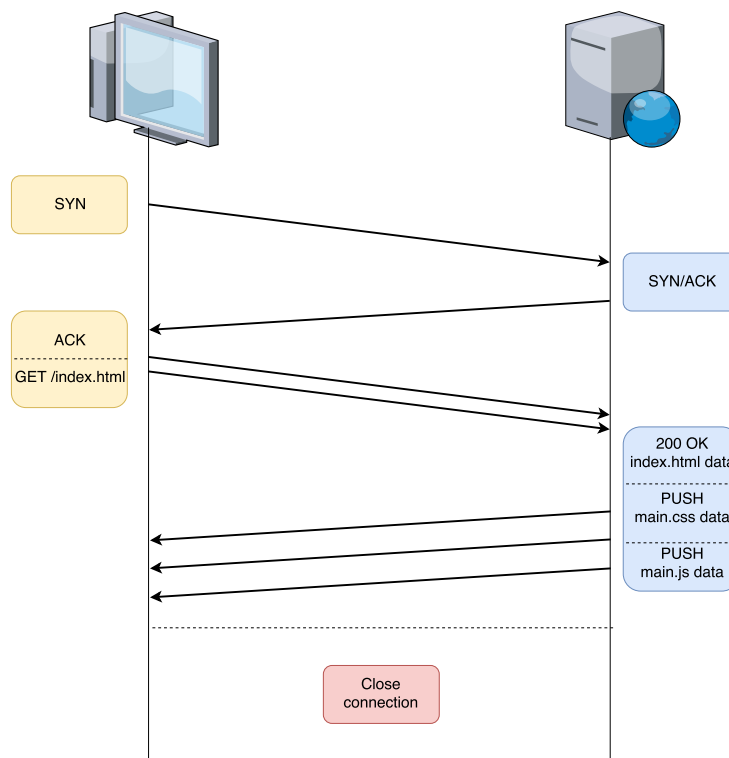 SYN
SYN/ACK
ACK
GET /index.html
200 OK
index.html data
PUSH
main.css data
PUSH
main.js data
Close
connection